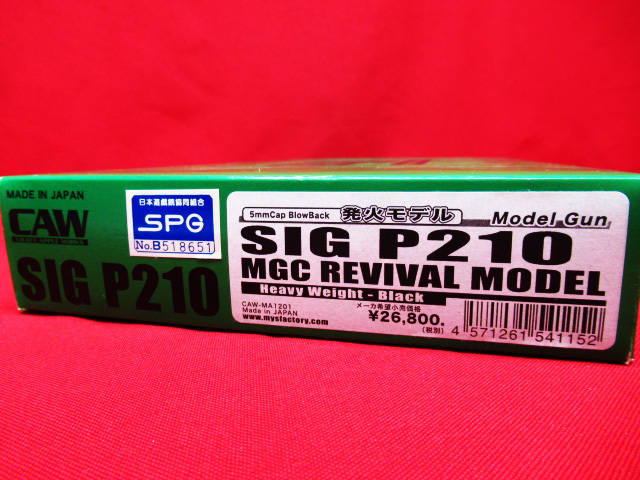 MADE IN JAPAN
CAW
CRAFT APPLE WORKS
SIG P210
日本遊戯銃協同組合
SPG
No.B518651
5mmCap BlowBack
発火モデル
Model Gun
SIG P210
MGC REVIVAL MODEL
Heavy Weight - Black
CAW-MA1201
Made in JAPAN
www.mysfactory.com
メーカ希望小売価格
¥26,800.
(税別)
4 571261 541152